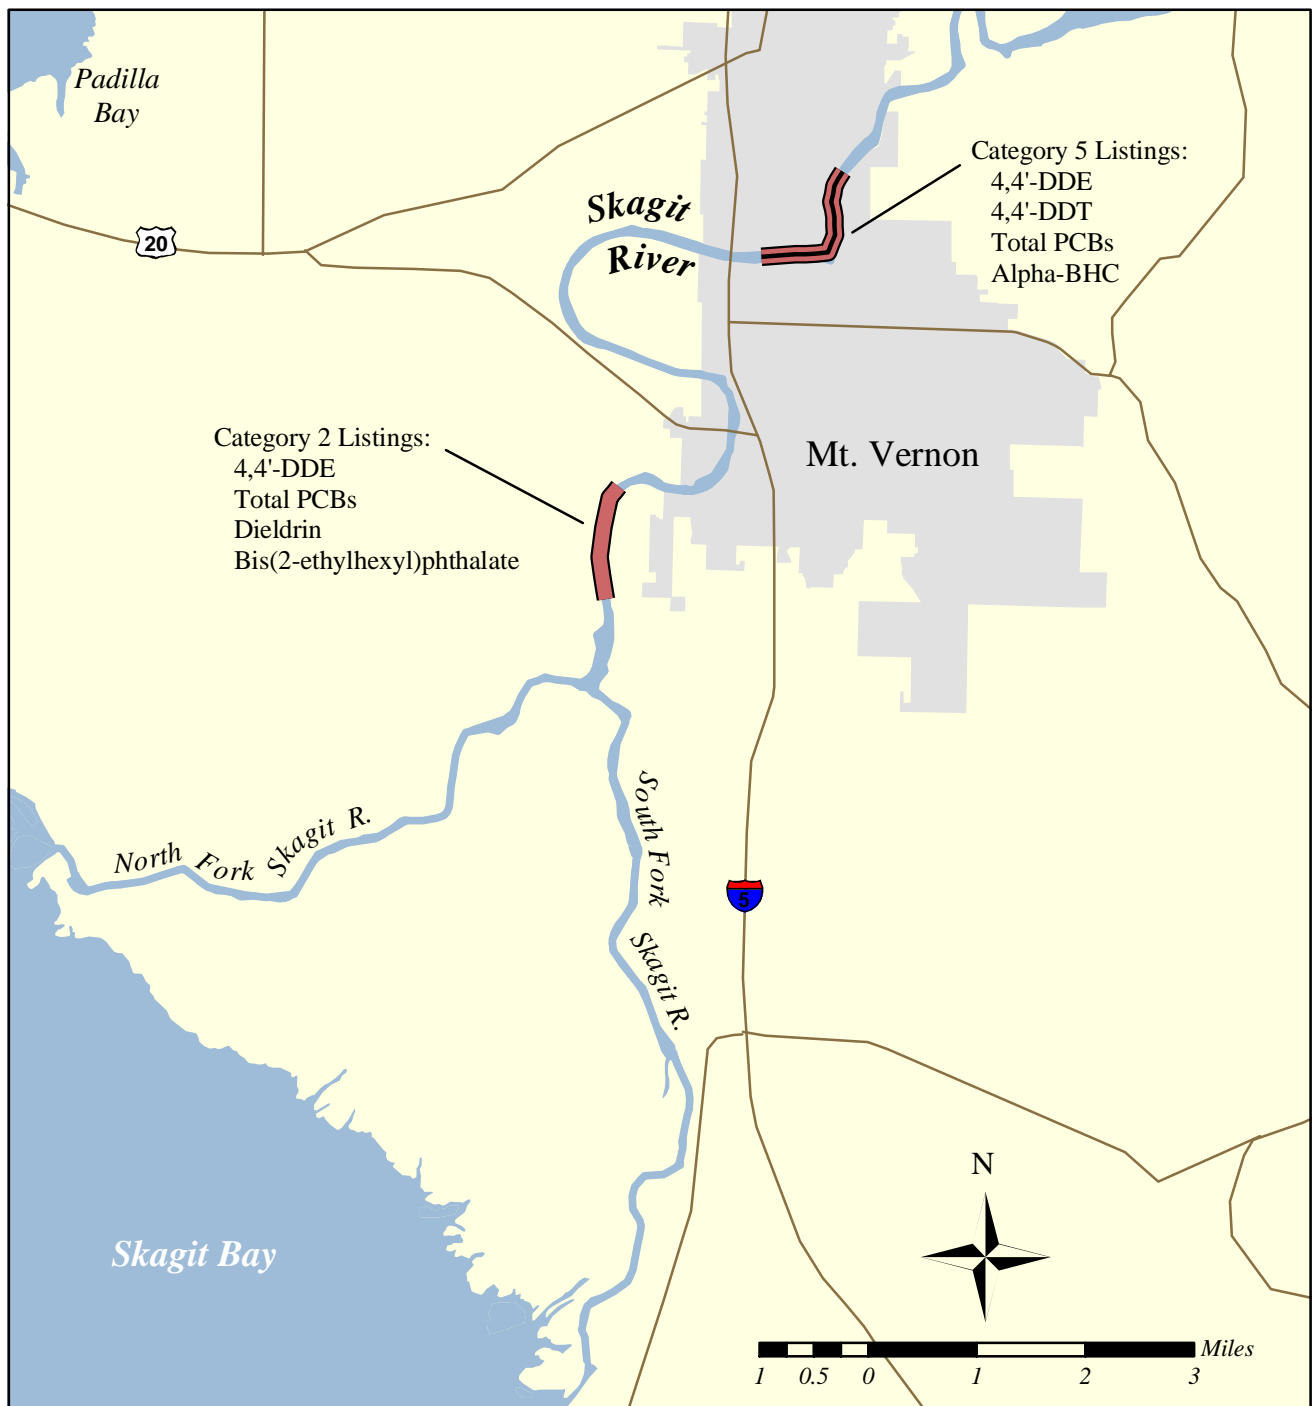 Padilla
Bay
Category 5 Listings:
4,4'-DDE
4,4'-DDT
Total PCBs
Alpha-BHC
Skagit
River
20
Category 2 Listings:
4,4'-DDE
Total PCBs
Dieldrin
Bis(2-ethylhexyl)phthalate
Mt. Vernon
North Fork Skagit R.
South Fork Skagit R.
5
N
Skagit Bay
Miles
1 0.5 0 1 2 3